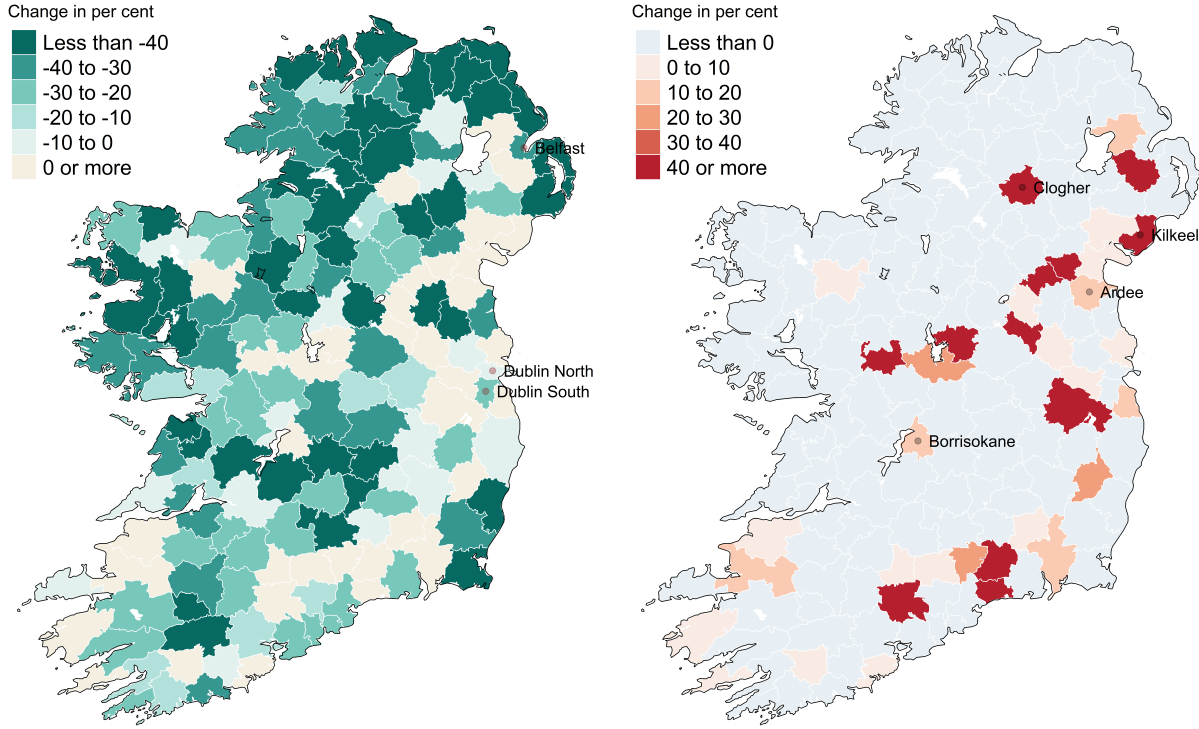 Change in per cent
Less than -40
-40 to -30
-30 to -20
-20 to -10
-10 to 0
0 or more
Belfast
Dublin North
Dublin South
Change in per cent
Less than 0
0 to 10
10 to 20
20 to 30
30 to 40
40 or more
Clogher
Kilkeel
Ardee
Borrisokane